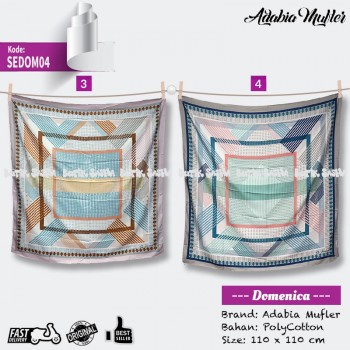 Kode:
SEDOM04
Adabia Mufler
3
4
--- Domenica ---
Brand: Adabia Mufler
Bahan: PolyCotton
Size: 110 x 110 cm
FAST
DELIVERY
ORIGINAL
BEST
SELLER